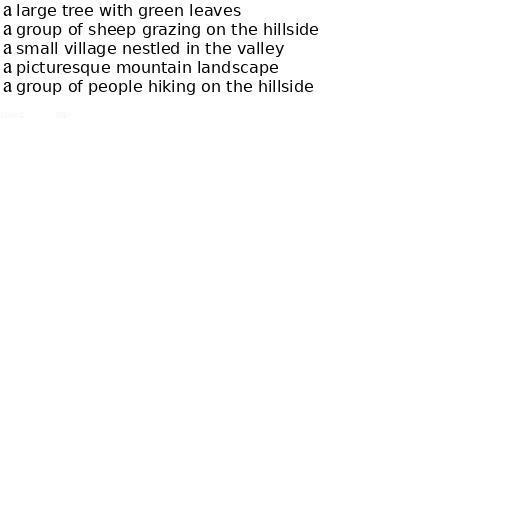 a large tree with green leaves
a group of sheep grazing on the hillside
a small village nestled in the valley
a picturesque mountain landscape
a group of people hiking on the hillside